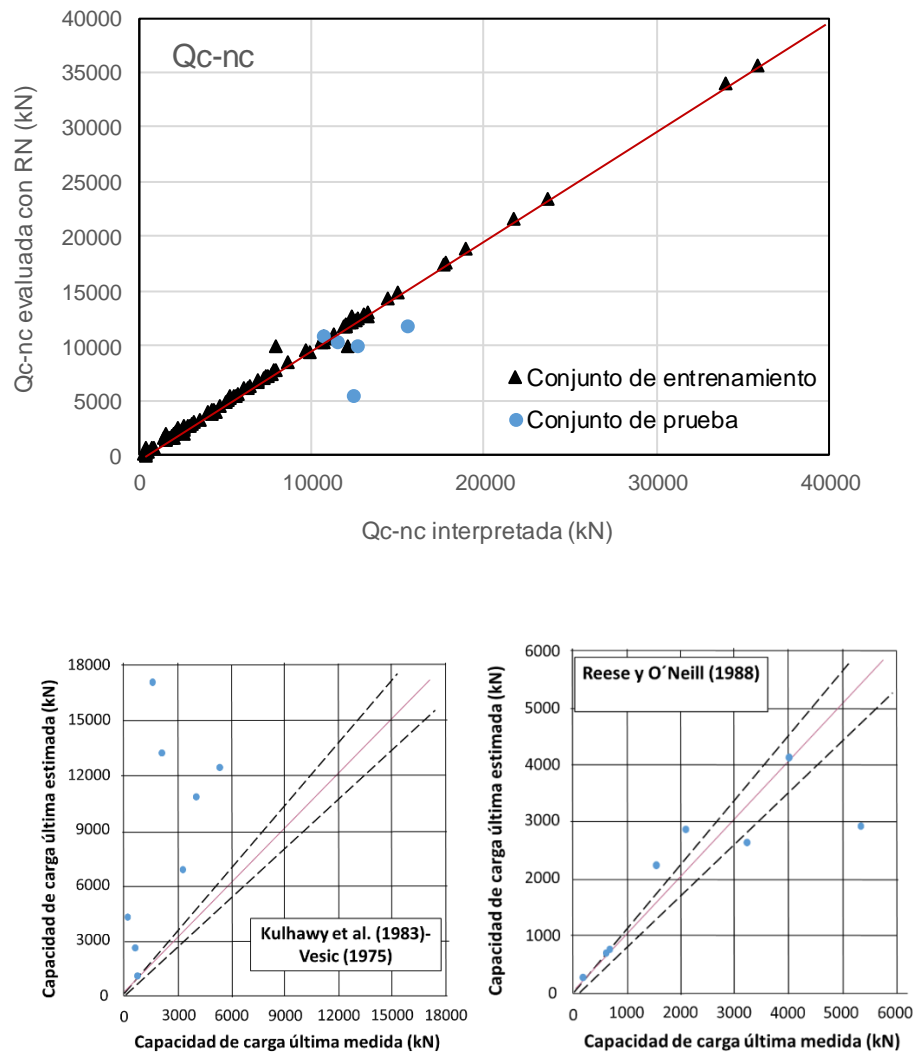 Qc-nc
Qc-nc evaluada con RN (kN)
40000
35000
30000
25000
20000
15000
10000
5000
0
Conjunto de entrenamiento
Conjunto de prueba
0 10000 20000 30000 40000
Qc-nc interpretada (kN)
Capacidad de carga última estimada (kN)
18000
15000
12000
9000
6000
3000
0
Kulhawy et al. (1983)-
Vesic (1975)
0 3000 6000 9000 12000 15000 18000
Capacidad de carga última medida (kN)
Capacidad de carga última estimada (kN)
6000
5000
4000
3000
2000
1000
0
Reese y O´Neill (1988)
0 1000 2000 3000 4000 5000 6000
Capacidad de carga última medida (kN)